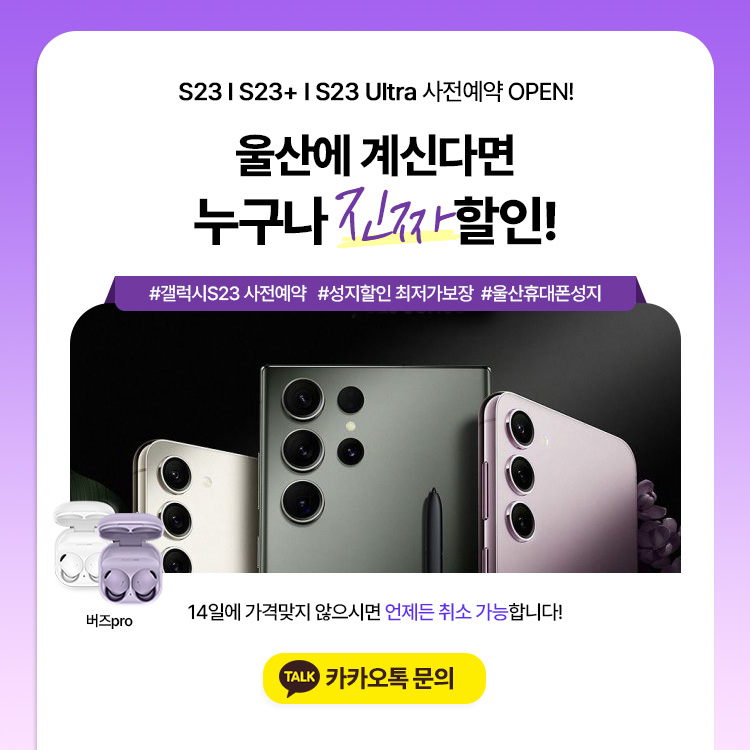 S23 I S23+ I S23 Ultra 사전예약 OPEN!
울산에 계신다면
누구나 진짜 할인!
#갤럭시S23 사전예약 #성지할인 최저가보장 #울산휴대폰성지
버즈pro
14일에 가격맞지 않으시면 언제든 취소 가능합니다!
TALK 카카오톡 문의